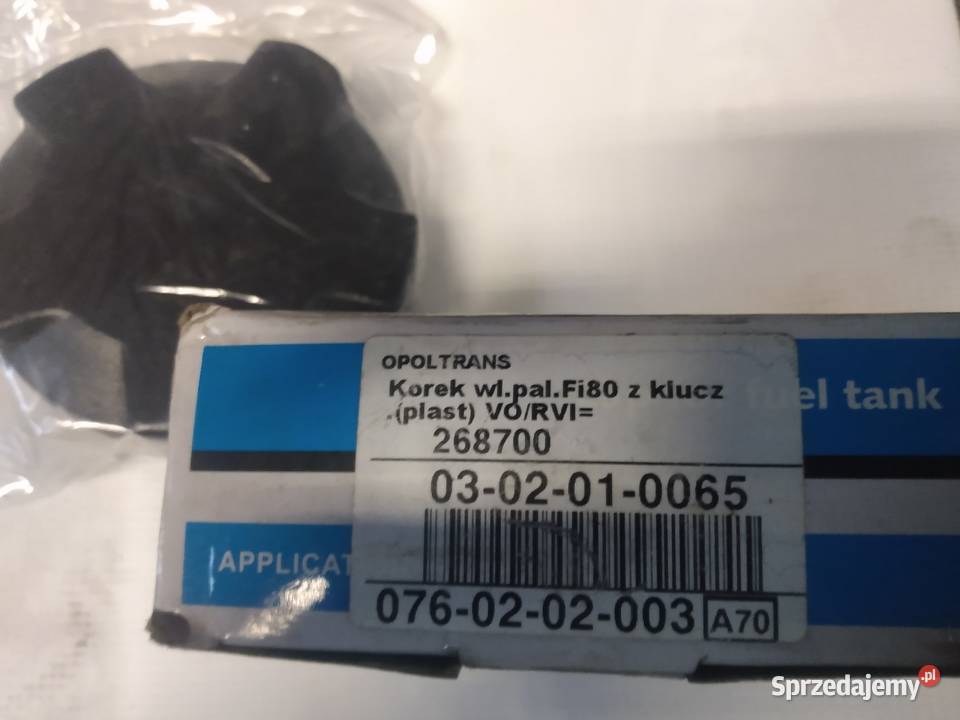 OPOLTRANS
Korek wl.pal.Fi80 z klucz
.(plast) VO/RVI=
268700
fuel tank
03-02-01-0065
APPLICAT
076-02-02-003 A70
Sprzedajemy.pl